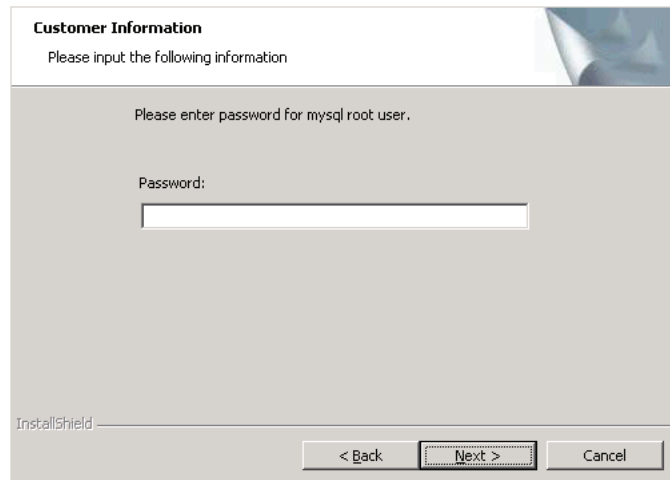 Customer Information
Please input the following information
Please enter password for mysql root user.
Password:
InstallShield
< Back
Next >
Cancel